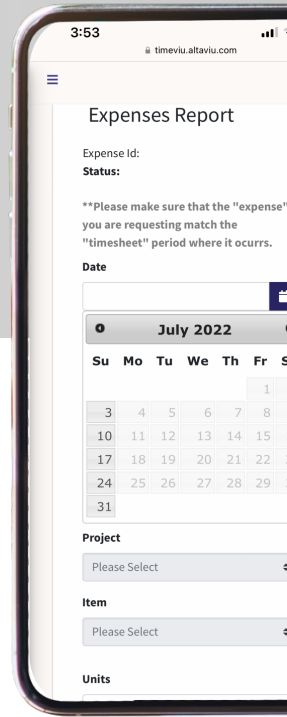 3:53
timeviu.altaviu.com
Expenses Report
Expense Id:
Status:
**Please make sure that the "expense"
you are requesting match the
"timesheet" period where it ocurrs.
Date
July 2022
Su Mo Tu We Th Fr
1
3 4 5 6 7 8
10 11 12 13 14 15
17 18 19 20 21 22
24 25 26 27 28 29
31
Project
Please Select
Item
Please Select
Units